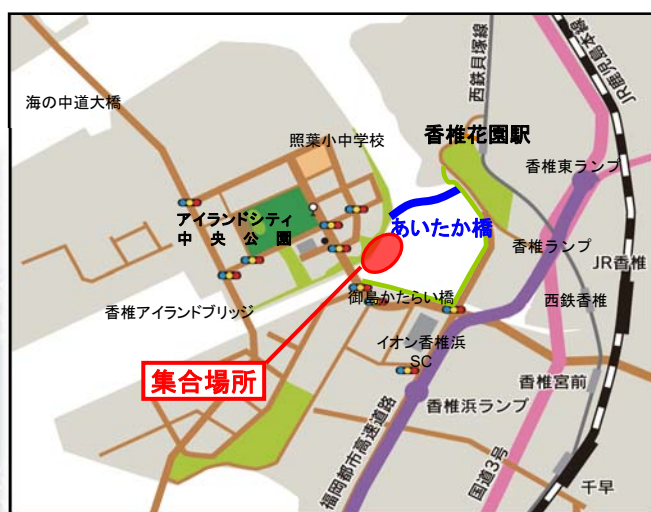 海の中道大橋
照葉小中学校
西鉄貝塚線
JR鹿児島本線
香椎花園駅
香椎東ランプ
アイランドシティ
中央公園
あいたか橋
香椎ランプ
JR香椎
香椎アイランドブリッジ
御島かたらい橋
西鉄香椎
イオン香椎浜
SC
集合場所
香椎宮前
香椎浜ランプ
福岡都市高速道路
国道3号
千早